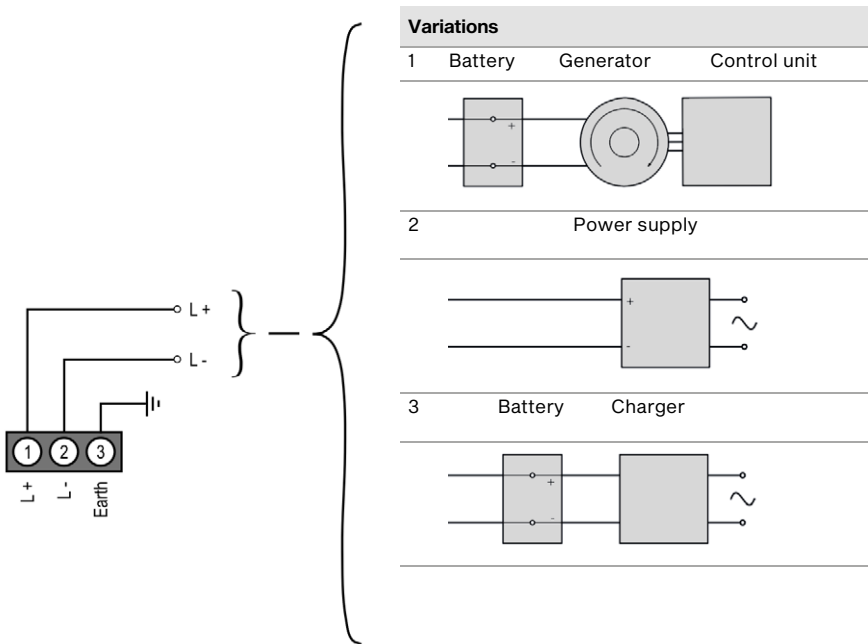 Variations
1 Battery Generator Control unit
+
-
2 Power supply
+
-
3 Battery Charger
+
-
L +
L -
1 2 3
L +
L -
Earth